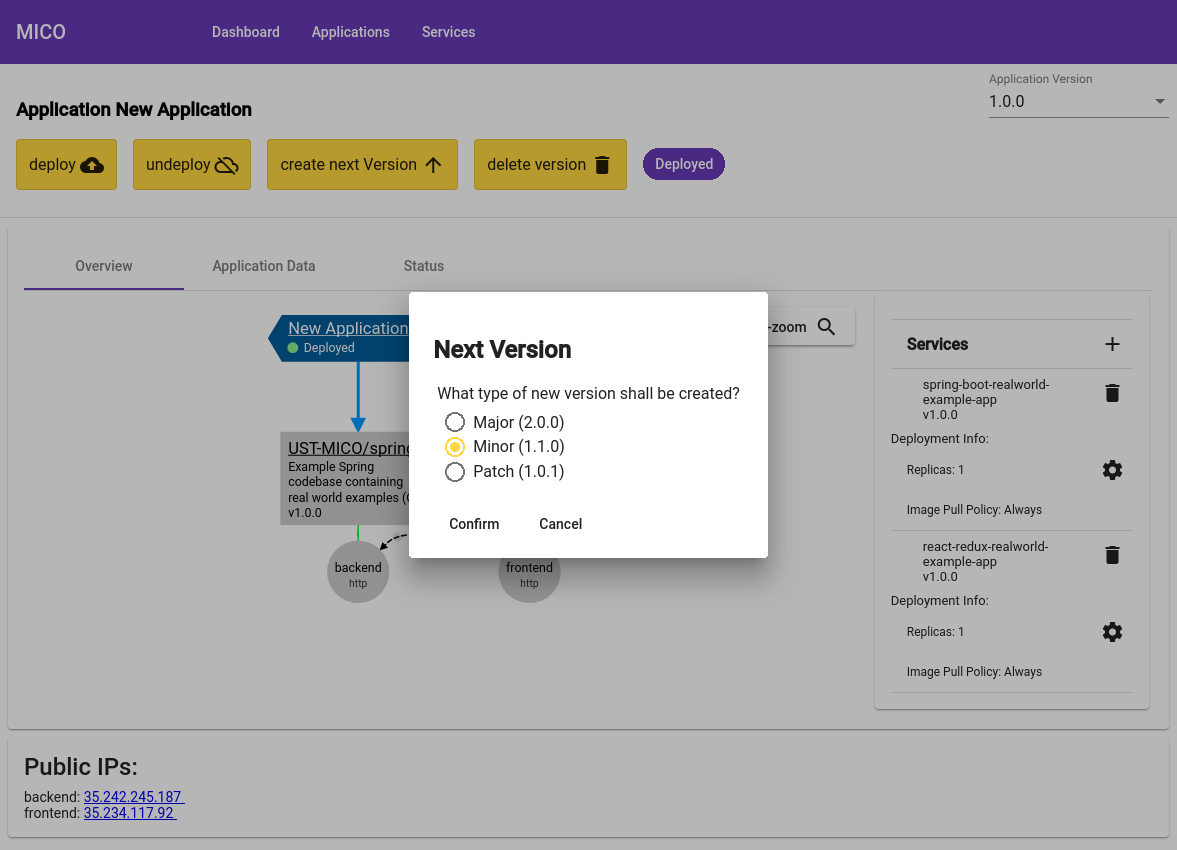 MICO
Dashboard Applications Services
Application Version
1.0.0
Application New Application
deploy undeploy create next Version delete version Deployed
Overview Application Data Status
New Application
Deployed
-zoom
UST-MICO/spring
Example Spring
codebase containing
real world examples (
v1.0.0
backend
http
frontend
http
Next Version
What type of new version shall be created?
Major (2.0.0)
Minor (1.1.0)
Patch (1.0.1)
Confirm Cancel
Services
spring-boot-realworld-
example-app
v1.0.0
Deployment Info:
Replicas: 1
Image Pull Policy: Always
react-redux-realworld-
example-app
v1.0.0
Deployment Info:
Replicas: 1
Image Pull Policy: Always
Public IPs:
backend: 35.242.245.187
frontend: 35.234.117.92